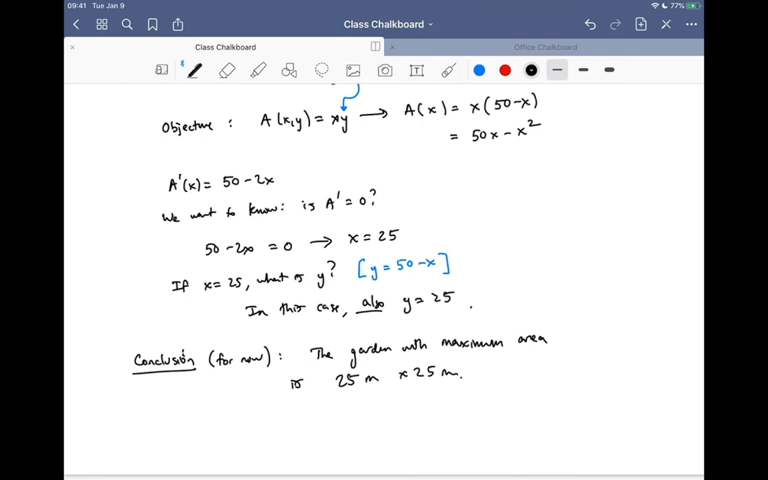 09:41 Tue Jan 9
77%
Class Chalkboard
Class Chalkboard
Office Chalkboard
Objective : A(x,y) = xy → A(x) = x(50-x)
= 50x - x²
A'(x) = 50 - 2x
We want to know: is A' = 0?
50 - 2x = 0 → x = 25
If x = 25, what is y? [y = 50 - x]
In this case, also y = 25.
Conclusion (for now): The garden with maximum area
is 25 m × 25 m.